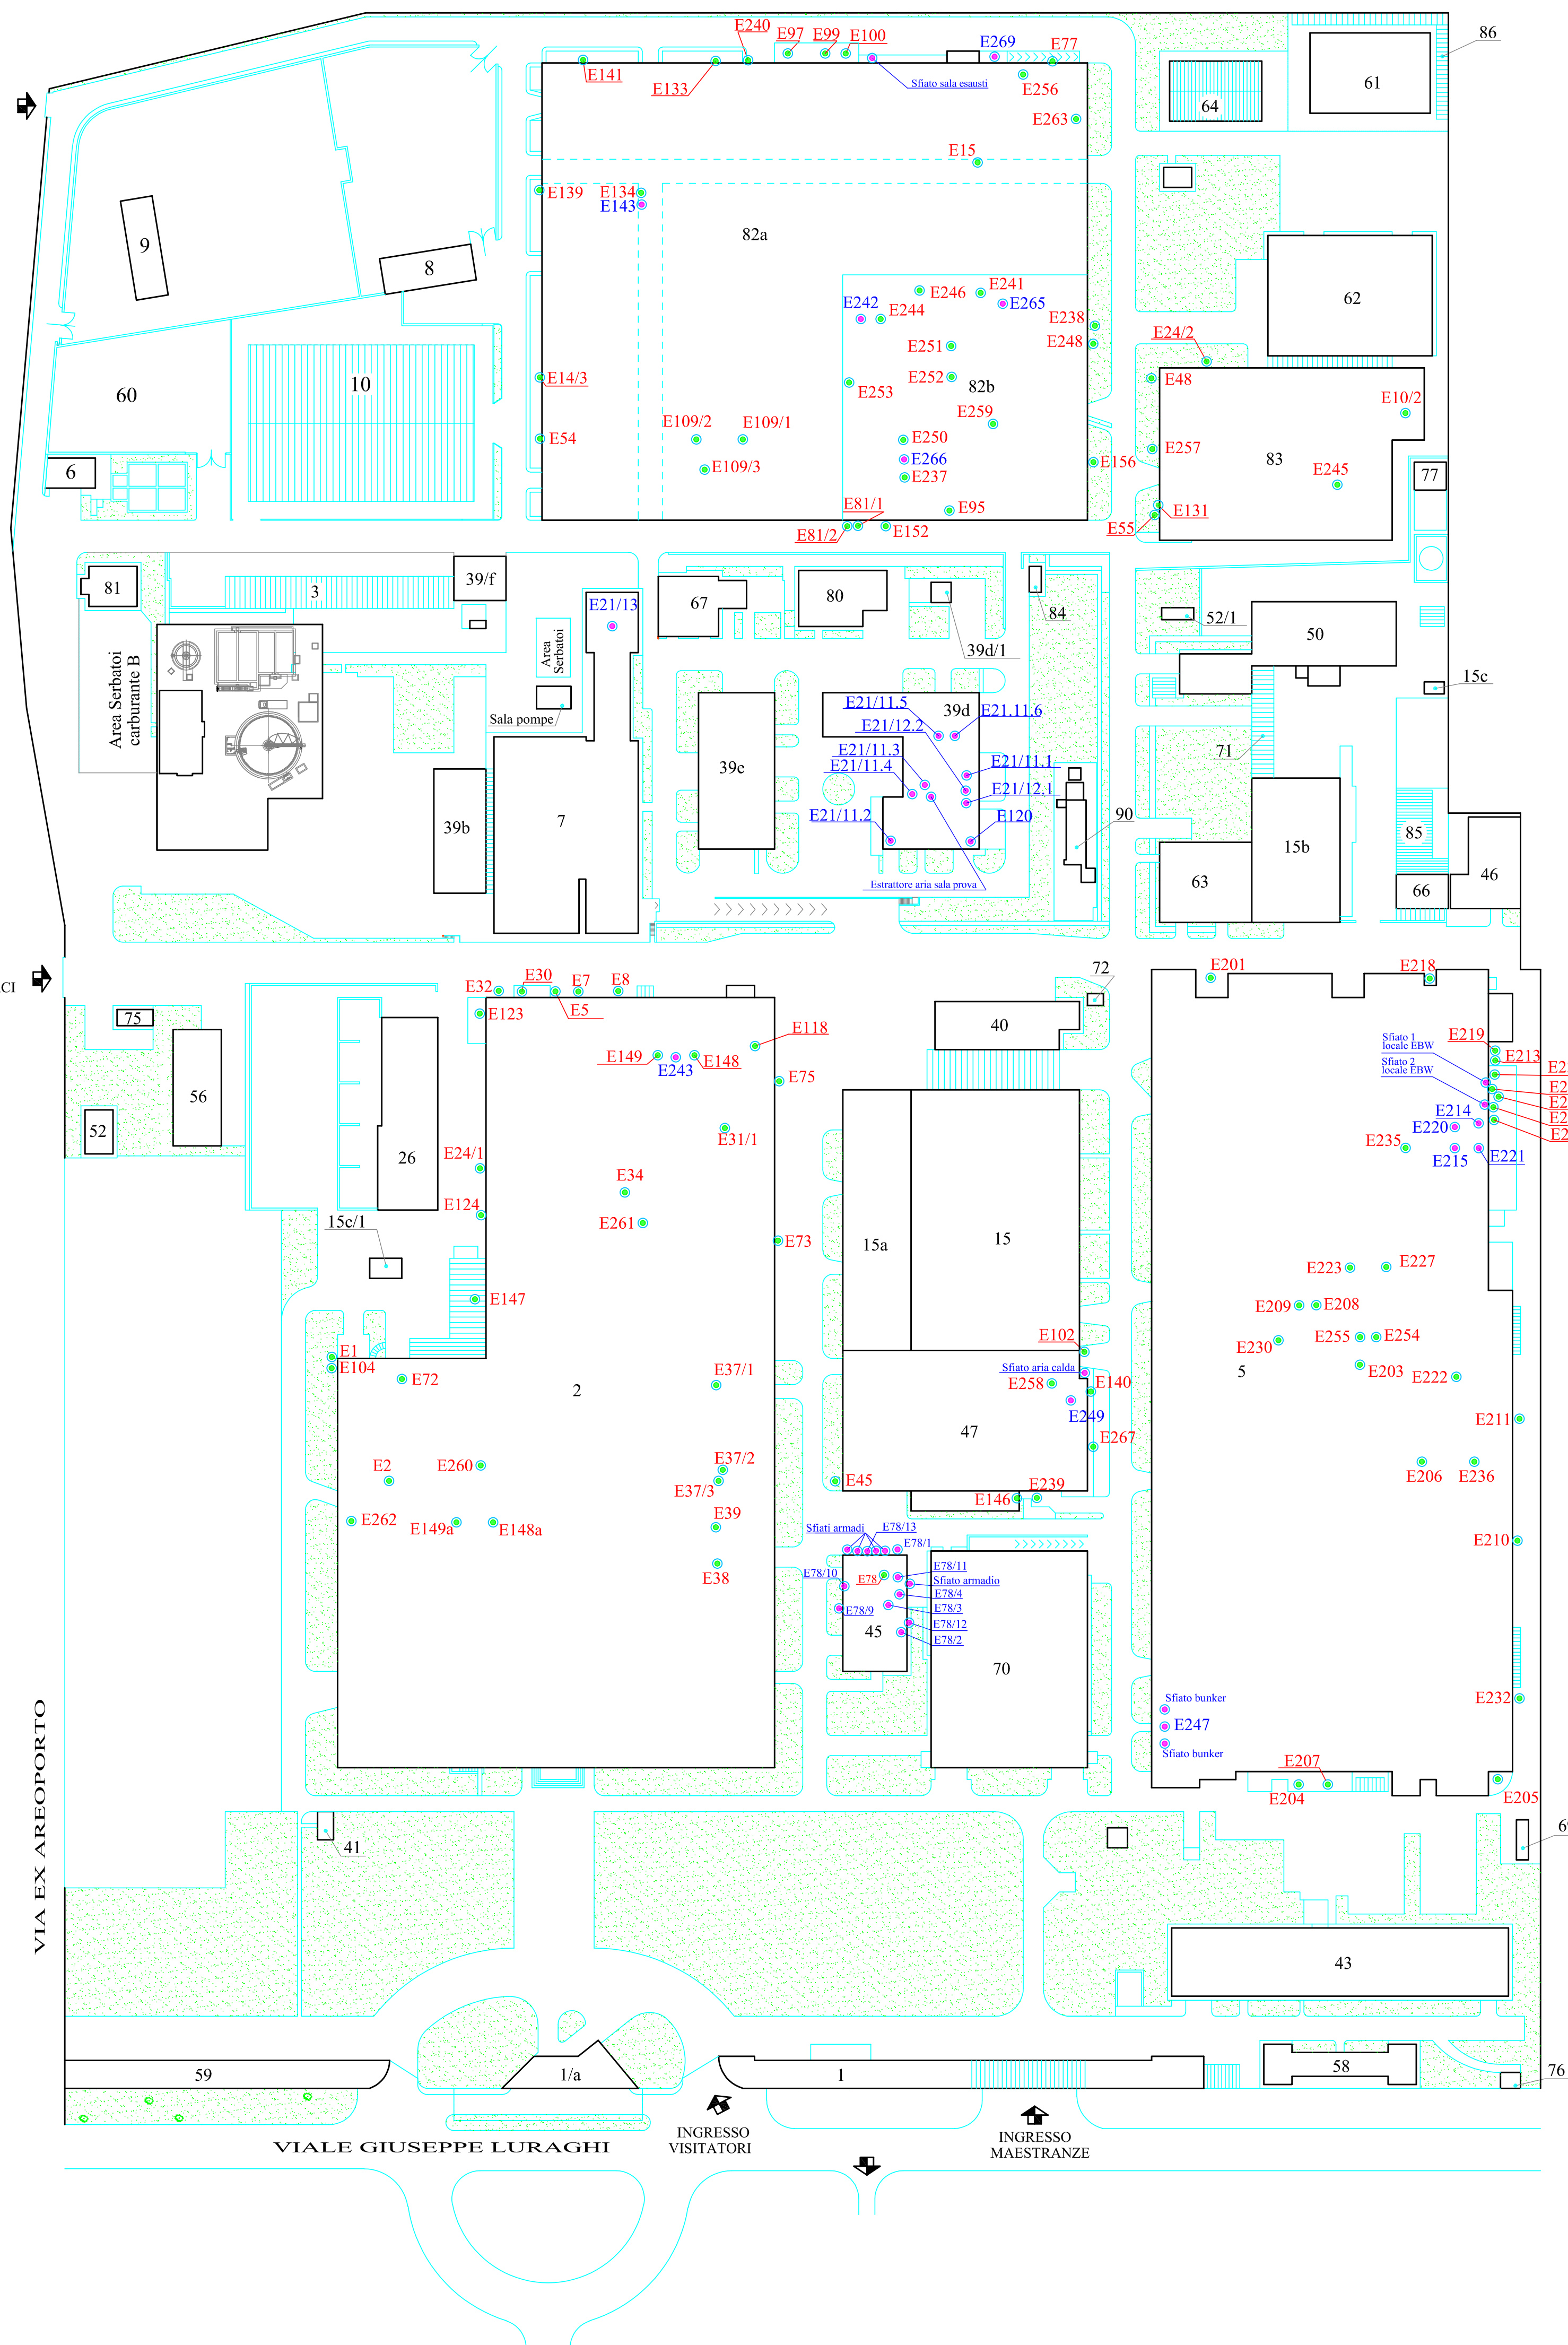 E240
E97
E99
E100
E269
E77
86
E141
E133
Sfiato sala esausti
E256
61
64
E263
E15
E139
E134
E143
82a
9
8
62
E246
E241
E265
E242
E244
E238
E248
E24/2
E251
E252
82b
E48
E14/3
10
60
E253
E10/2
E259
E109/2
E109/1
E54
E250
E257
83
E266
E156
6
E109/3
E237
E245
77
E95
E81/1
E131
E55
E81/2
E152
81
3
39/f
67
80
84
52/1
E21/13
50
39d/1
Area
Serbatoi
Area Serbatoi
carburante B
15c
Sala pompe
39d
E21/11.5
E21.11.6
E21/12.2
E21/11.3
71
E21/11.4
E21/11.1
39e
E21/12.1
E21/11.2
E120
90
39b
7
85
15b
63
66
46
Estrattore aria sala prova
ACI
E32
E30
E7
E8
72
E201
E218
E5
75
E123
40
E118
Sfiato 1
locale EBW
E219
E149
E148
E243
E213
Sfiato 2
locale EBW
E75
56
E214
52
E31/1
E220
26
E24/1
E235
E215
E221
E34
E124
E261
15c/1
15a
15
E73
E223
E227
E147
E209
E208
E102
E255
E254
E230
E1
E104
Sfiato aria calda
E203
5
E72
E37/1
2
E258
E140
E222
E249
47
E211
E267
E2
E260
E37/2
E206
E236
E37/3
E45
E146
E239
E262
E149a
E148a
E39
Sfiati armadi
E78/13
E78/1
E210
E38
E78/11
E78/10
E78
Sfiato armadio
E78/4
E78/9
E78/3
45
E78/12
E78/2
70
E232
Sfiato bunker
E247
Sfiato bunker
E207
E204
E205
41
VIA EX AREOPORTO
43
59
1/a
1
58
76
INGRESSO
VISITATORI
INGRESSO
MAESTRANZE
VIALE GIUSEPPE LURAGHI